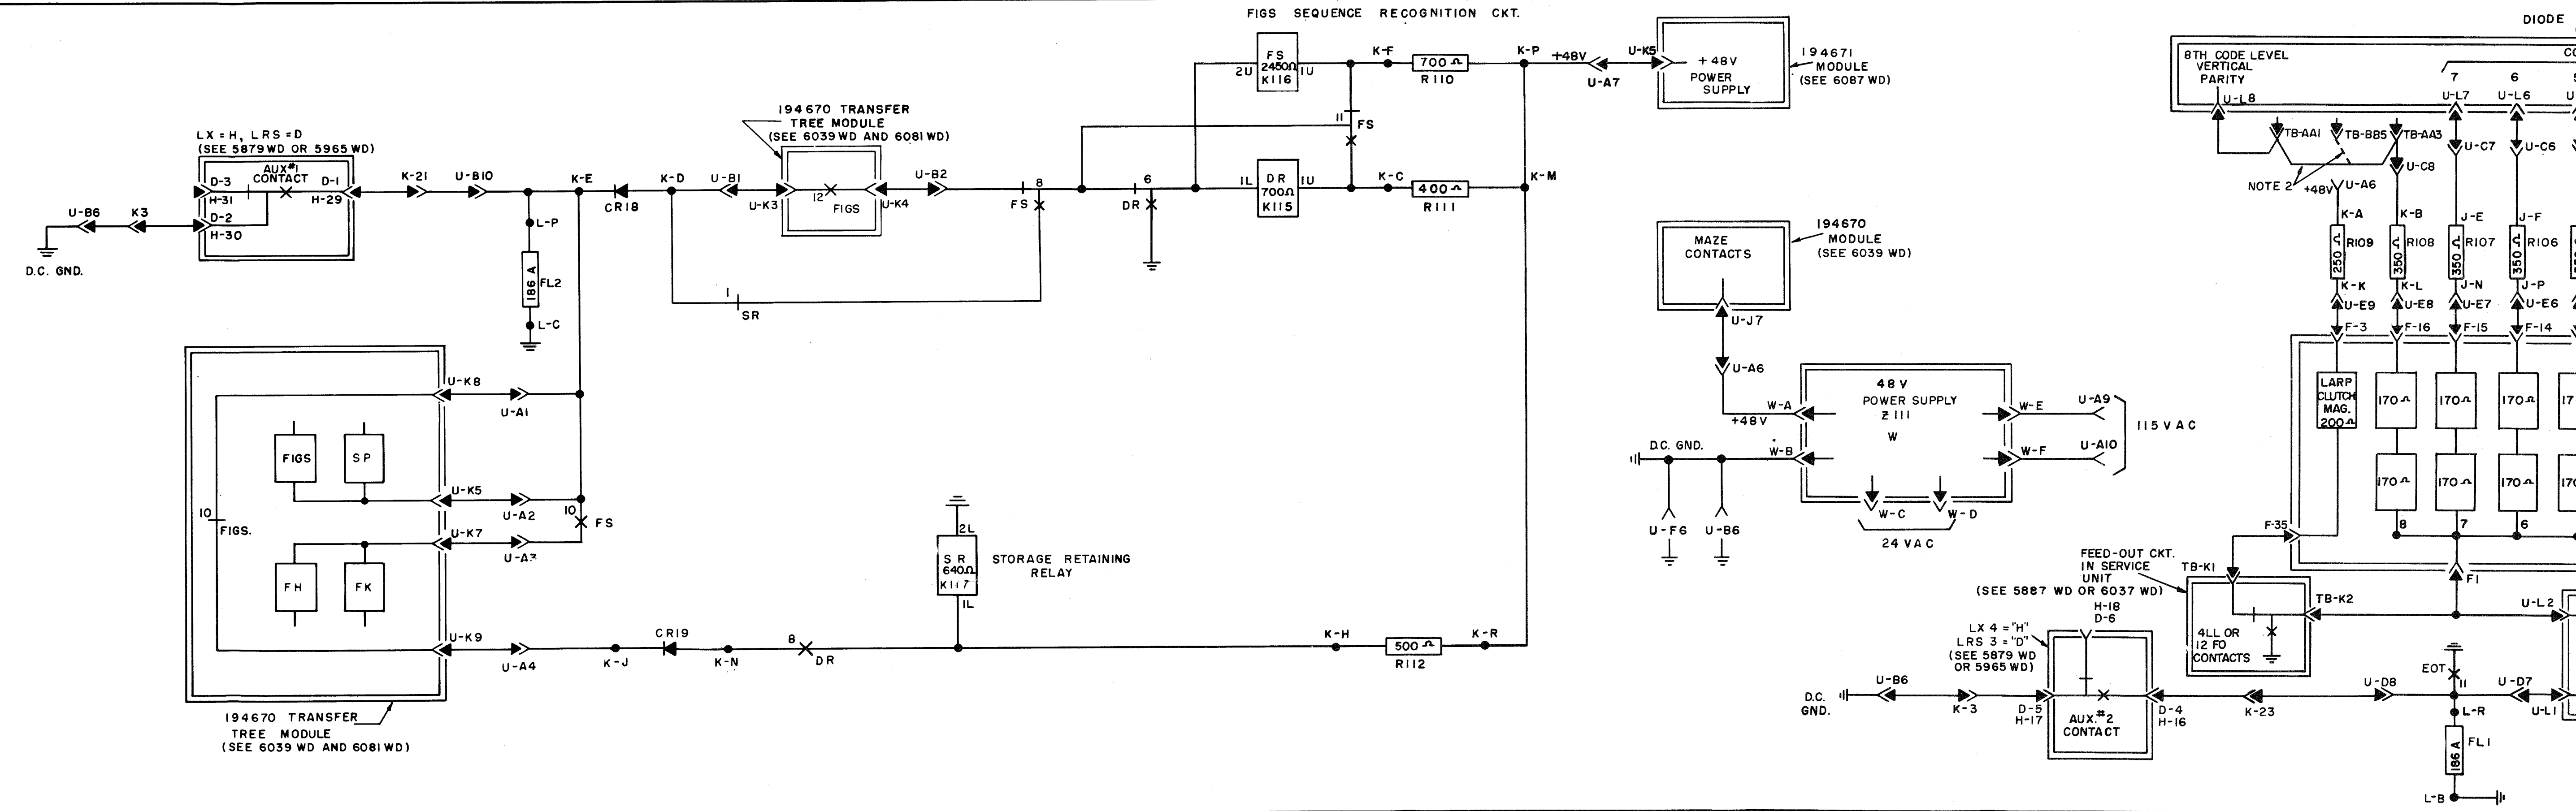 FIGS SEQUENCE RECOGNITION CKT.
FS
2450Ω
K116
2U
1U
K-F
700 Ω
R110
K-P
+48V
U-A7
U-K5
+48V
POWER
SUPPLY
194671
MODULE
(SEE 6087 WD)
11
FS
1L
DR
700Ω
K115
1U
K-C
400 Ω
R111
K-M
LX = H, LRS = D
(SEE 5879WD OR 5965 WD)
AUX#1
CONTACT
D-3
H-31
D-2
H-30
D-1
H-29
U-B6
K3
D.C. GND.
K-21
U-B10
K-E
CR18
K-D
U-B1
U-K3
194670 TRANSFER
TREE MODULE
(SEE 6039 WD AND 6081 WD)
12
FIGS
U-K4
U-B2
8
FS
6
DR
L-P
186 A
FL2
L-C
1
SR
U-K8
U-A1
FIGS
SP
U-K5
U-A2
10
FS
10
FIGS.
U-K7
U-A3
FH
FK
U-K9
U-A4
K-J
CR19
K-N
8
DR
194670 TRANSFER
TREE MODULE
(SEE 6039 WD AND 6081 WD)
2L
SR
640Ω
K117
1L
STORAGE RETAINING
RELAY
K-H
500 Ω
R112
K-R
MAZE
CONTACTS
194670
MODULE
(SEE 6039 WD)
U-J7
U-A6
W-A
+48V
48 V
POWER SUPPLY
Z 111
W
W-E
U-A9
W-F
U-A10
115 VAC
D.C. GND.
W-B
U-F6
U-B6
W-C
W-D
24 VAC
DIODE
8TH CODE LEVEL
VERTICAL
PARITY
7
6
U-L8
U-L7
U-L6
TB-AA1
TB-BB5
TB-AA3
U-C7
U-C6
U-C8
NOTE 2
+48V
U-A6
K-A
K-B
J-E
J-F
250 Ω
R109
350 Ω
R108
350 Ω
R107
350 Ω
R106
K-K
K-L
J-N
J-P
U-E9
U-E8
U-E7
U-E6
F-3
F-16
F-15
F-14
LARP
CLUTCH
MAG.
200Ω
170 Ω
170 Ω
170 Ω
170 Ω
170 Ω
170 Ω
8
7
6
F-35
FEED-OUT CKT.
IN SERVICE
UNIT
(SEE 5887 WD OR 6037 WD)
TB-K1
F1
TB-K2
U-L2
4LL OR
12 FO
CONTACTS
H-18
D-6
LX 4 = "H"
LRS 3 = "D"
(SEE 5879 WD
OR 5965 WD)
D.C.
GND.
U-B6
K-3
D-5
H-17
AUX.#2
CONTACT
D-4
H-16
K-23
U-D8
EOT
11
U-D7
U-L1
L-R
186 A
FL1
L-B